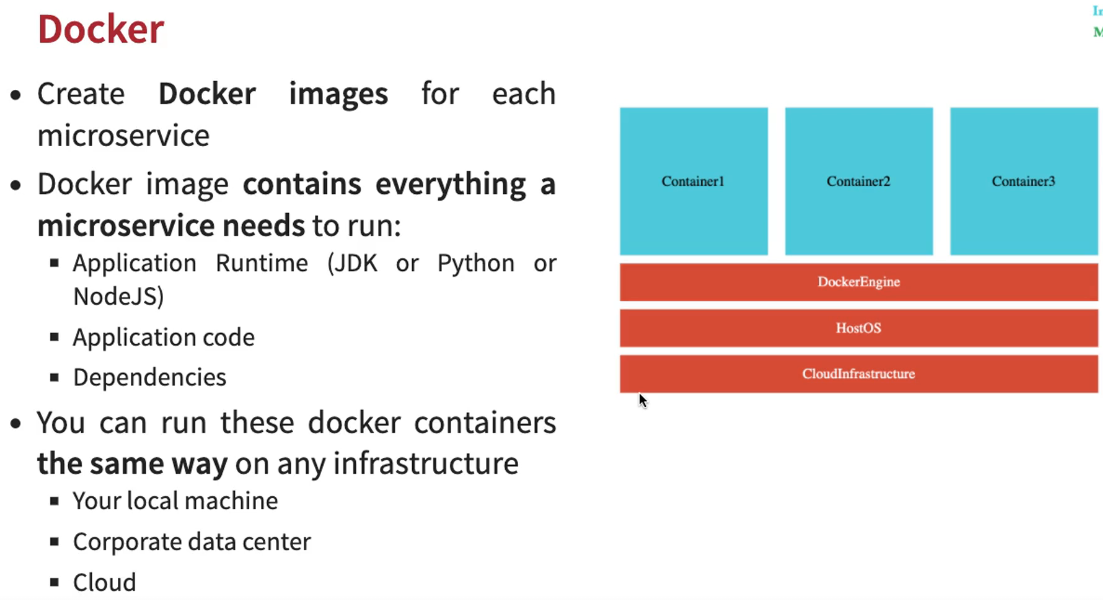 Docker
• Create Docker images for each
microservice
• Docker image contains everything a
microservice needs to run:
▪ Application Runtime (JDK or Python or
NodeJS)
▪ Application code
▪ Dependencies
• You can run these docker containers
the same way on any infrastructure
▪ Your local machine
▪ Corporate data center
▪ Cloud
Container1
Container2
Container3
DockerEngine
HostOS
CloudInfrastructure